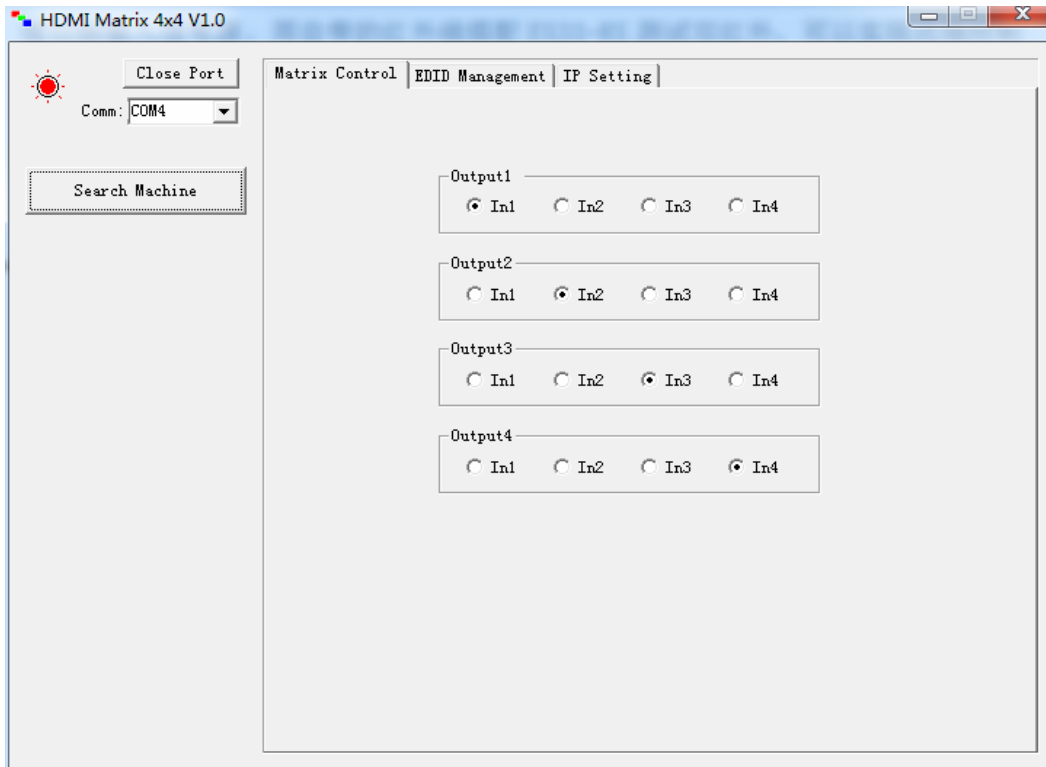 HDMI Matrix 4x4 V1.0
Close Port
Comm: COM4
Search Machine
Matrix Control EDID Management IP Setting
Output1
In1 In2 In3 In4
Output2
In1 In2 In3 In4
Output3
In1 In2 In3 In4
Output4
In1 In2 In3 In4